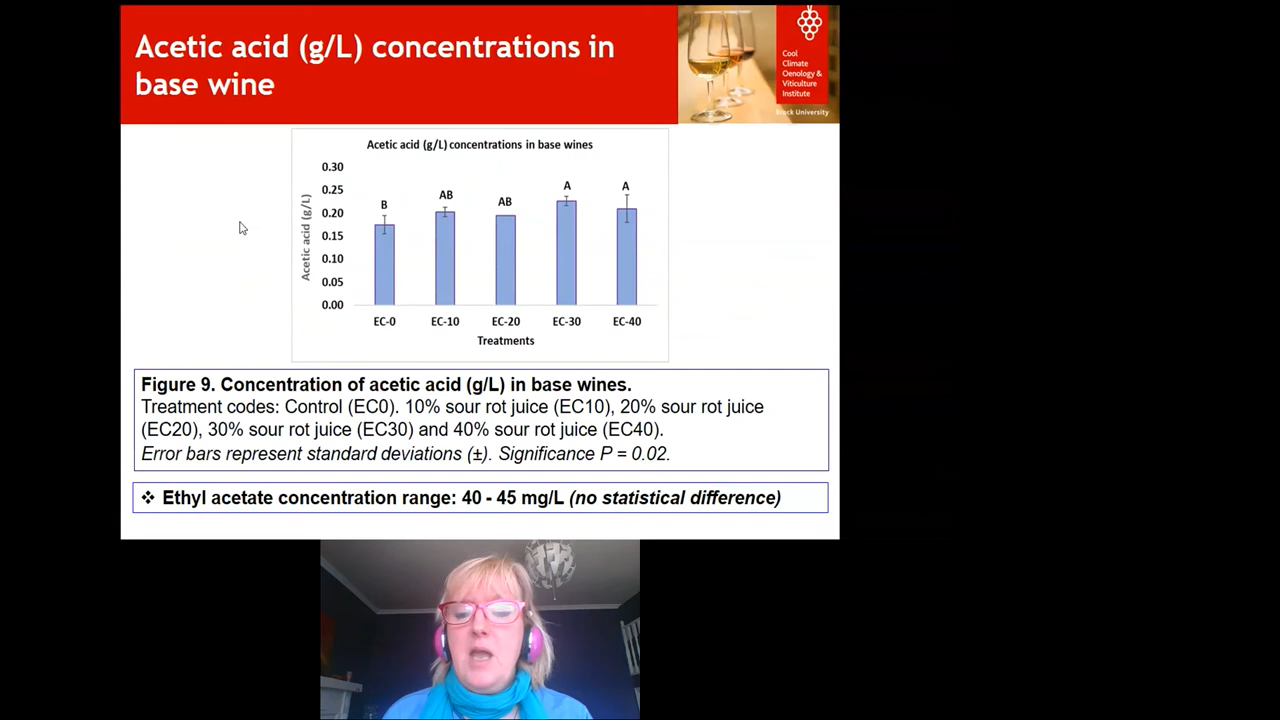 Acetic acid (g/L) concentrations in
base wine
Cool
Climate
Oenology &
Viticulture
Institute
Brock University
Acetic acid (g/L) concentrations in base wines
0.30
0.25
0.20
0.15
0.10
0.05
0.00
Acetic acid (g/L)
B
AB
AB
A
A
EC-0
EC-10
EC-20
EC-30
EC-40
Treatments
Figure 9. Concentration of acetic acid (g/L) in base wines.
Treatment codes: Control (EC0). 10% sour rot juice (EC10), 20% sour rot juice
(EC20), 30% sour rot juice (EC30) and 40% sour rot juice (EC40).
Error bars represent standard deviations (±). Significance P = 0.02.
❖ Ethyl acetate concentration range: 40 - 45 mg/L (no statistical difference)